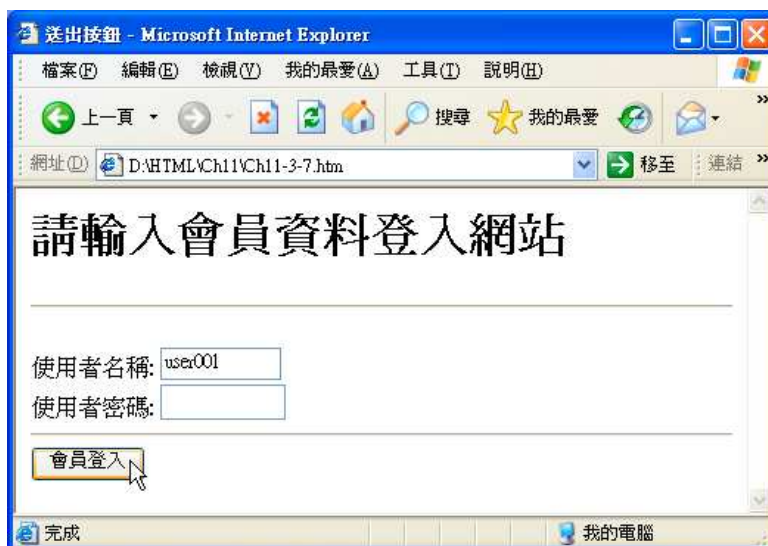 送出按鈕 - Microsoft Internet Explorer
檔案(F) 編輯(E) 檢視(V) 我的最愛(A) 工具(T) 說明(H)
上一頁 搜尋 我的最愛 »
網址(D) D:\HTML\Ch11\Ch11-3-7.htm 移至 連結 »
請輸入會員資料登入網站
使用者名稱: user001
使用者密碼:
會員登入
完成 我的電腦